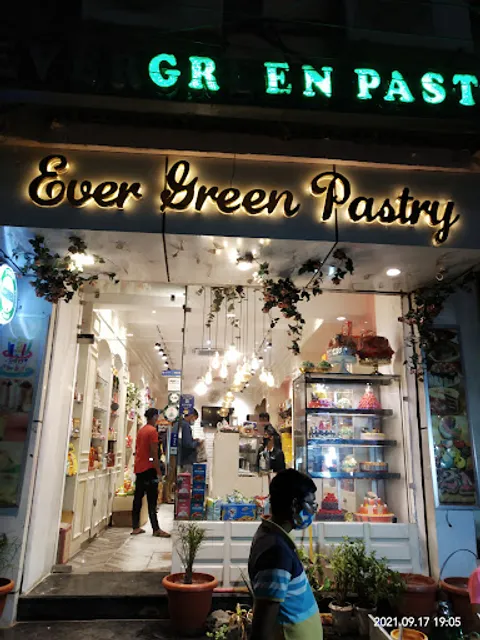 GR EN PAST
Ever Green Pastry
2021.09.17 19:05